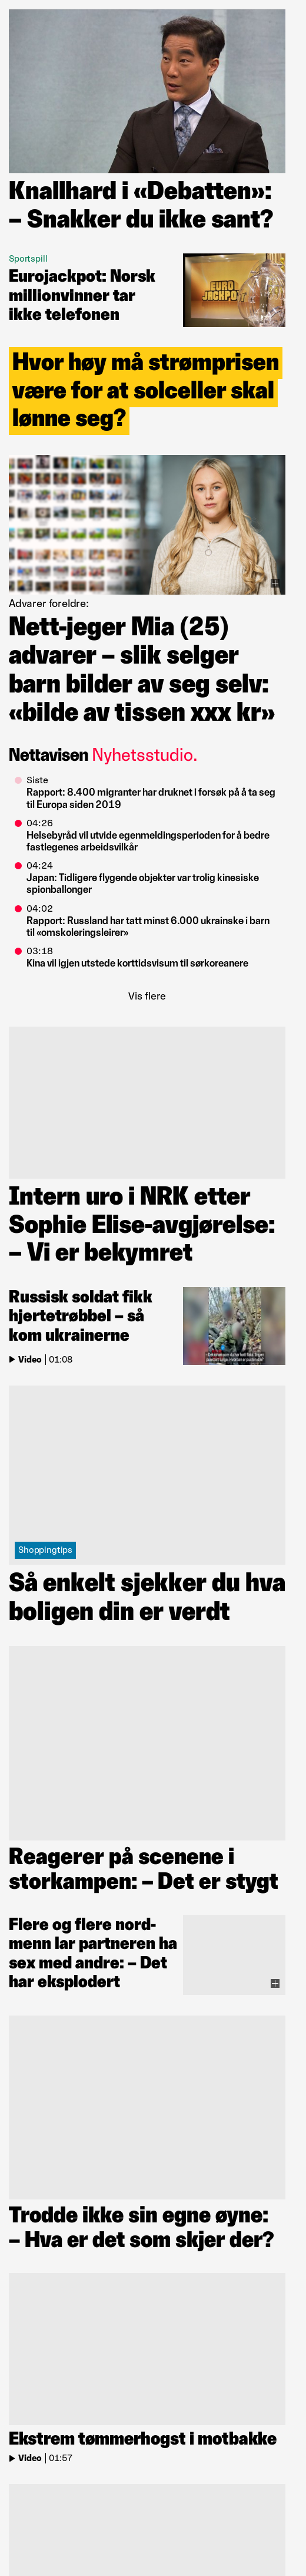 Knallhard i «Debatten»:
– Snakker du ikke sant?
Sportspill
Eurojackpot: Norsk
millionvinner tar
ikke telefonen
EURO
JACKPOT
Hvor høy må strømprisen
være for at solceller skal
lønne seg?
Advarer foreldre:
Nett-jeger Mia (25)
advarer – slik selger
barn bilder av seg selv:
«bilde av tissen xxx kr»
Nettavisen Nyhetsstudio.
Siste
Rapport: 8.400 migranter har druknet i forsøk på å ta seg
til Europa siden 2019
04:26
Helsebyråd vil utvide egenmeldingsperioden for å bedre
fastlegenes arbeidsvilkår
04:24
Japan: Tidligere flygende objekter var trolig kinesiske
spionballonger
04:02
Rapport: Russland har tatt minst 6.000 ukrainske i barn
til «omskoleringsleirer»
03:18
Kina vil igjen utstede korttidsvisum til sørkoreanere
Vis flere
Intern uro i NRK etter
Sophie Elise-avgjørelse:
– Vi er bekymret
Russisk soldat fikk
hjertetrøbbel – så
kom ukrainerne
Video | 01:08
Shoppingtips
Så enkelt sjekker du hva
boligen din er verdt
Reagerer på scenene i
storkampen: – Det er stygt
Flere og flere nord-
menn lar partneren ha
sex med andre: – Det
har eksplodert
Trodde ikke sin egne øyne:
– Hva er det som skjer der?
Ekstrem tømmerhogst i motbakke
Video | 01:57